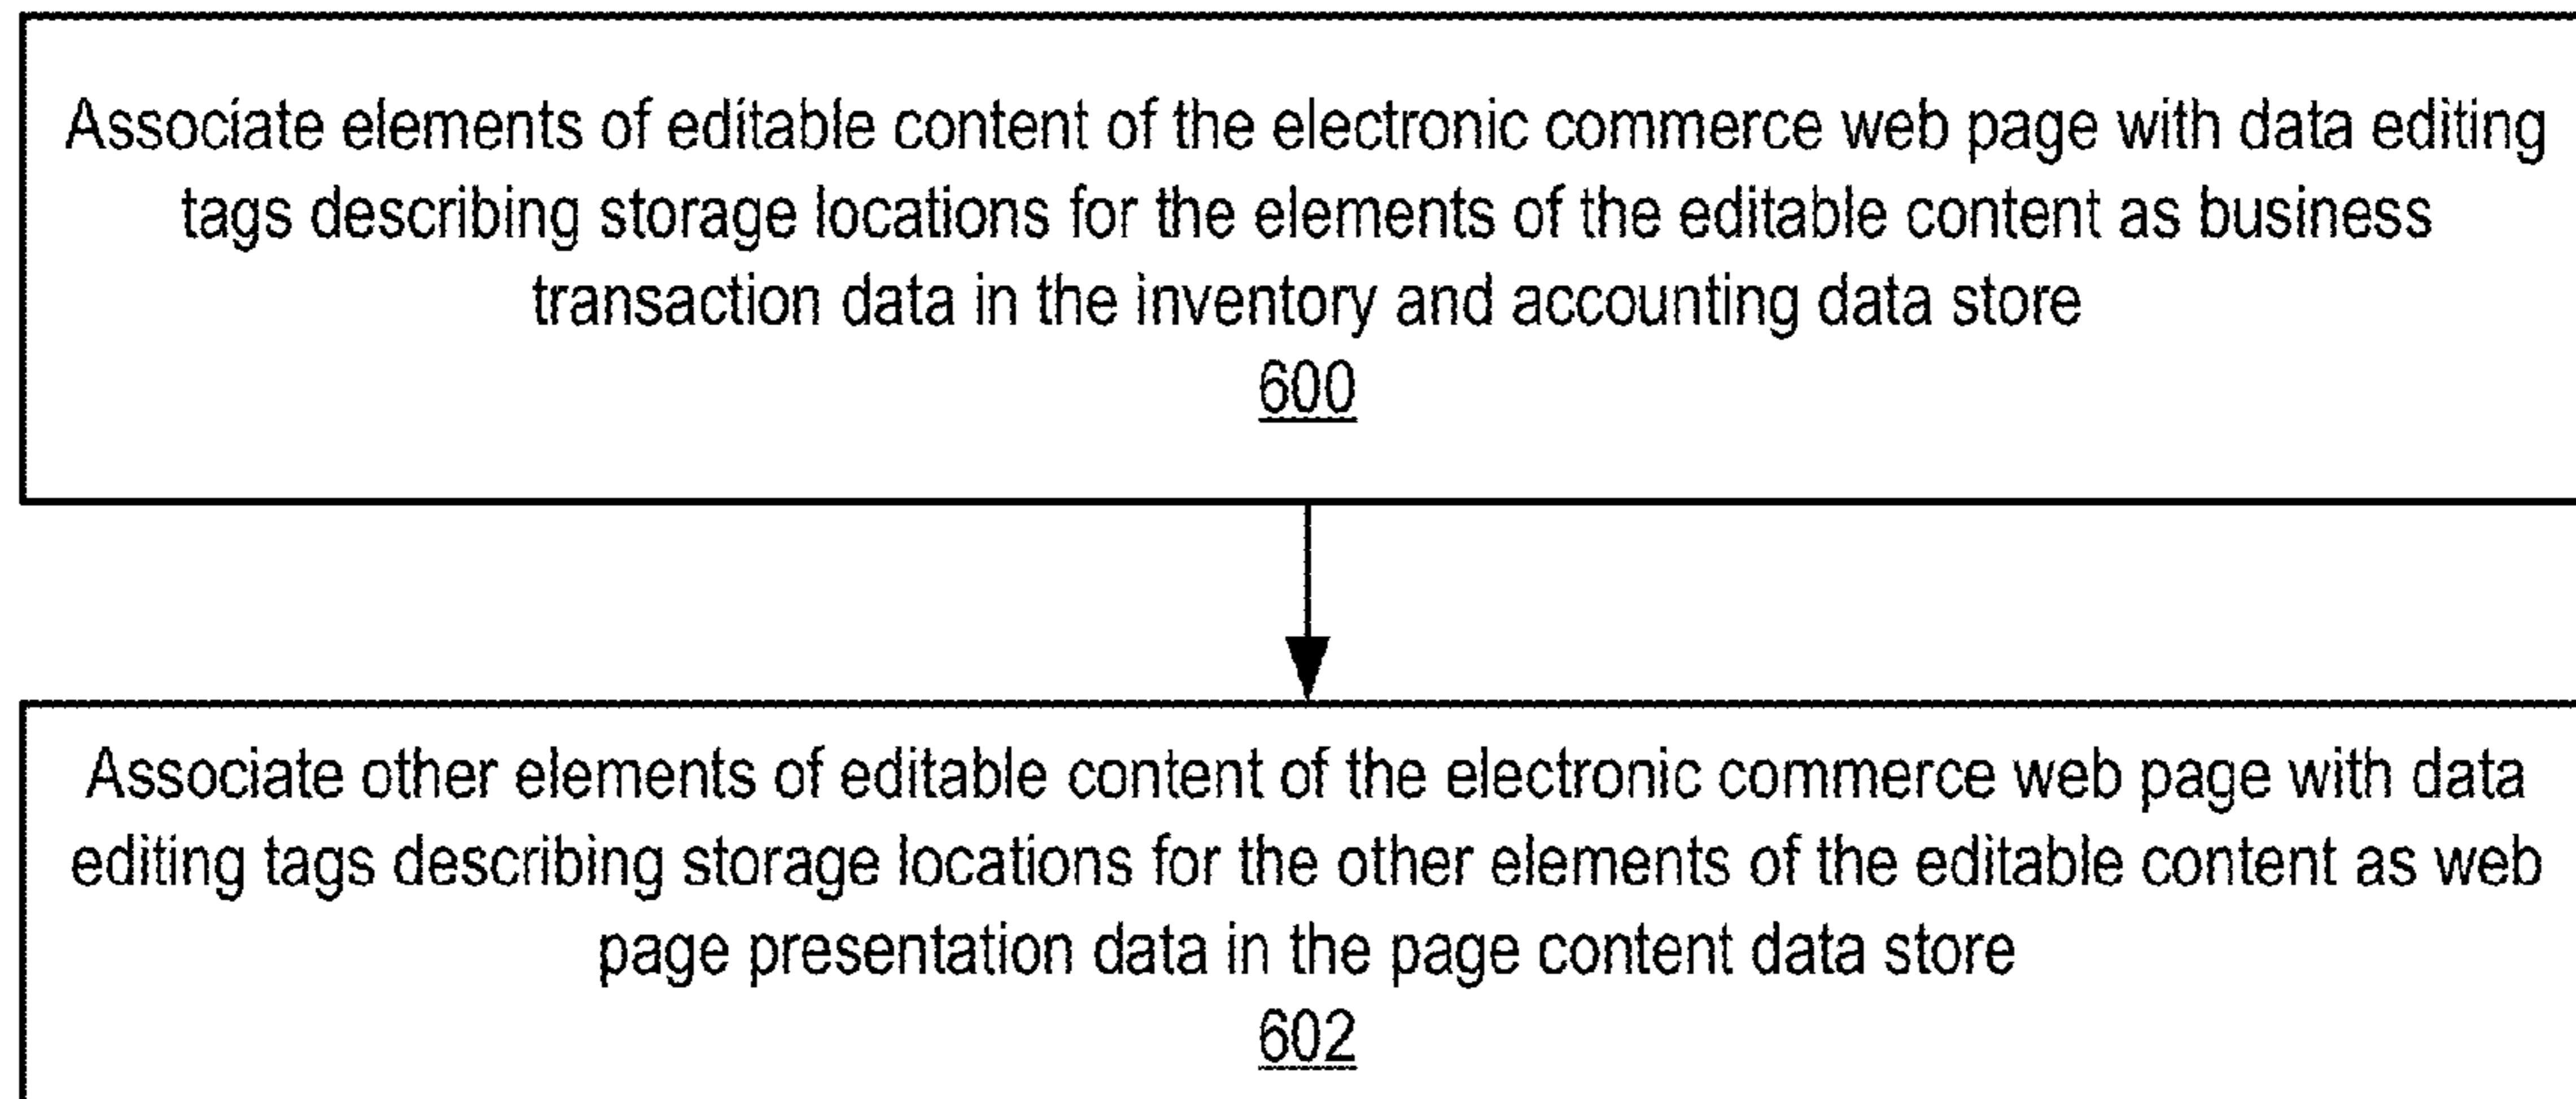 Associate elements of editable content of the electronic commerce web page with data editing
tags describing storage locations for the elements of the editable content as business
transaction data in the inventory and accounting data store
600
Associate other elements of editable content of the electronic commerce web page with data
editing tags describing storage locations for the other elements of the editable content as web
page presentation data in the page content data store
602